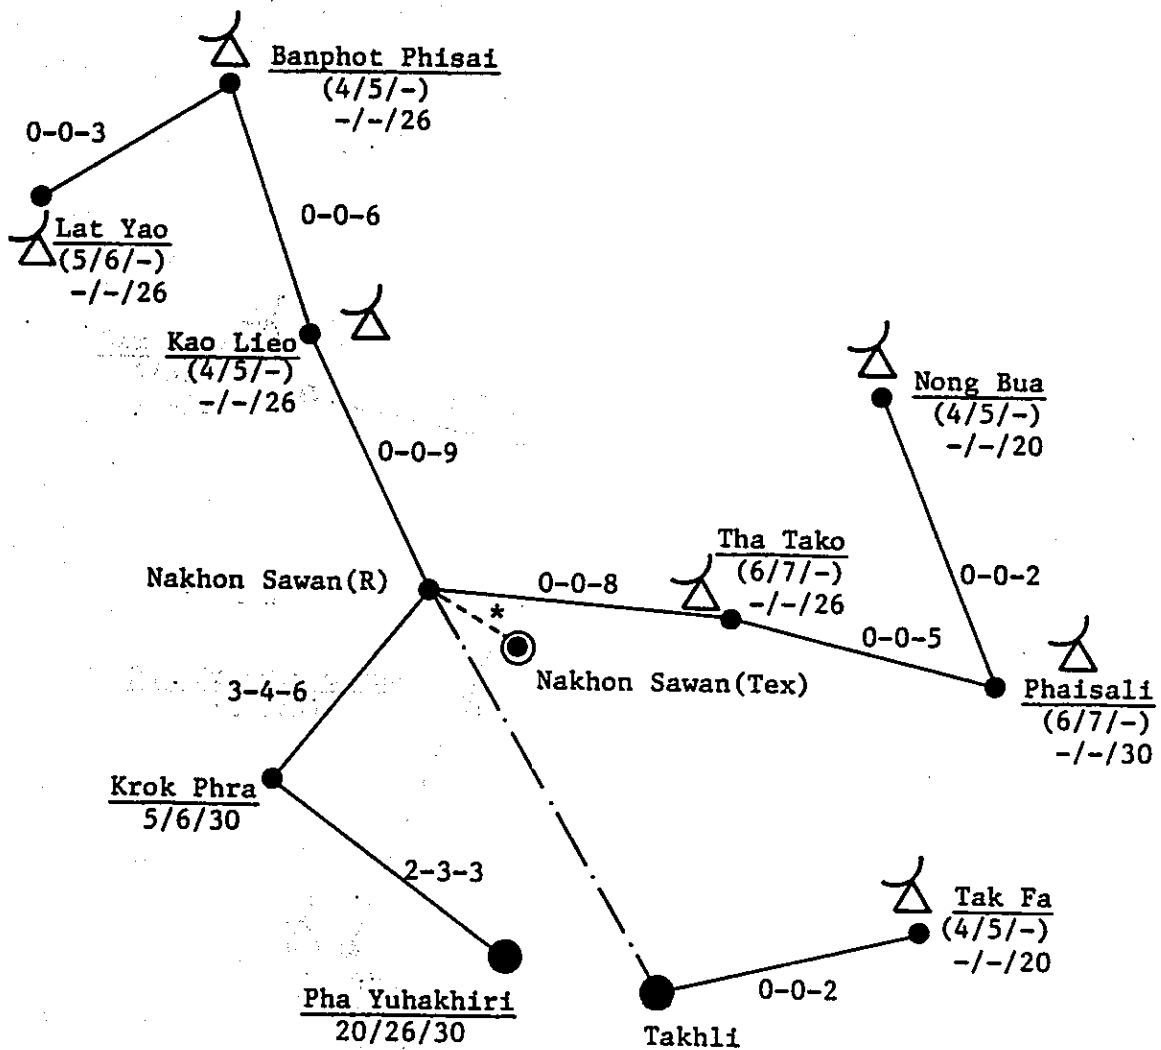 Banphot Phisai
(4/5/-)
-/-/26
0-0-3
0-0-6
Lat Yao
(5/6/-)
-/-/26
Kao Lieo
(4/5/-)
-/-/26
Nong Bua
(4/5/-)
-/-/20
0-0-9
Tha Tako
(6/7/-)
-/-/26
Nakhon Sawan(R)
0-0-8
0-0-2
*
0-0-5
Nakhon Sawan(Tex)
Phaisali
(6/7/-)
-/-/30
3-4-6
Krok Phra
5/6/30
2-3-3
Tak Fa
(4/5/-)
-/-/20
0-0-2
Pha Yuhakhiri
20/26/30
Takhli